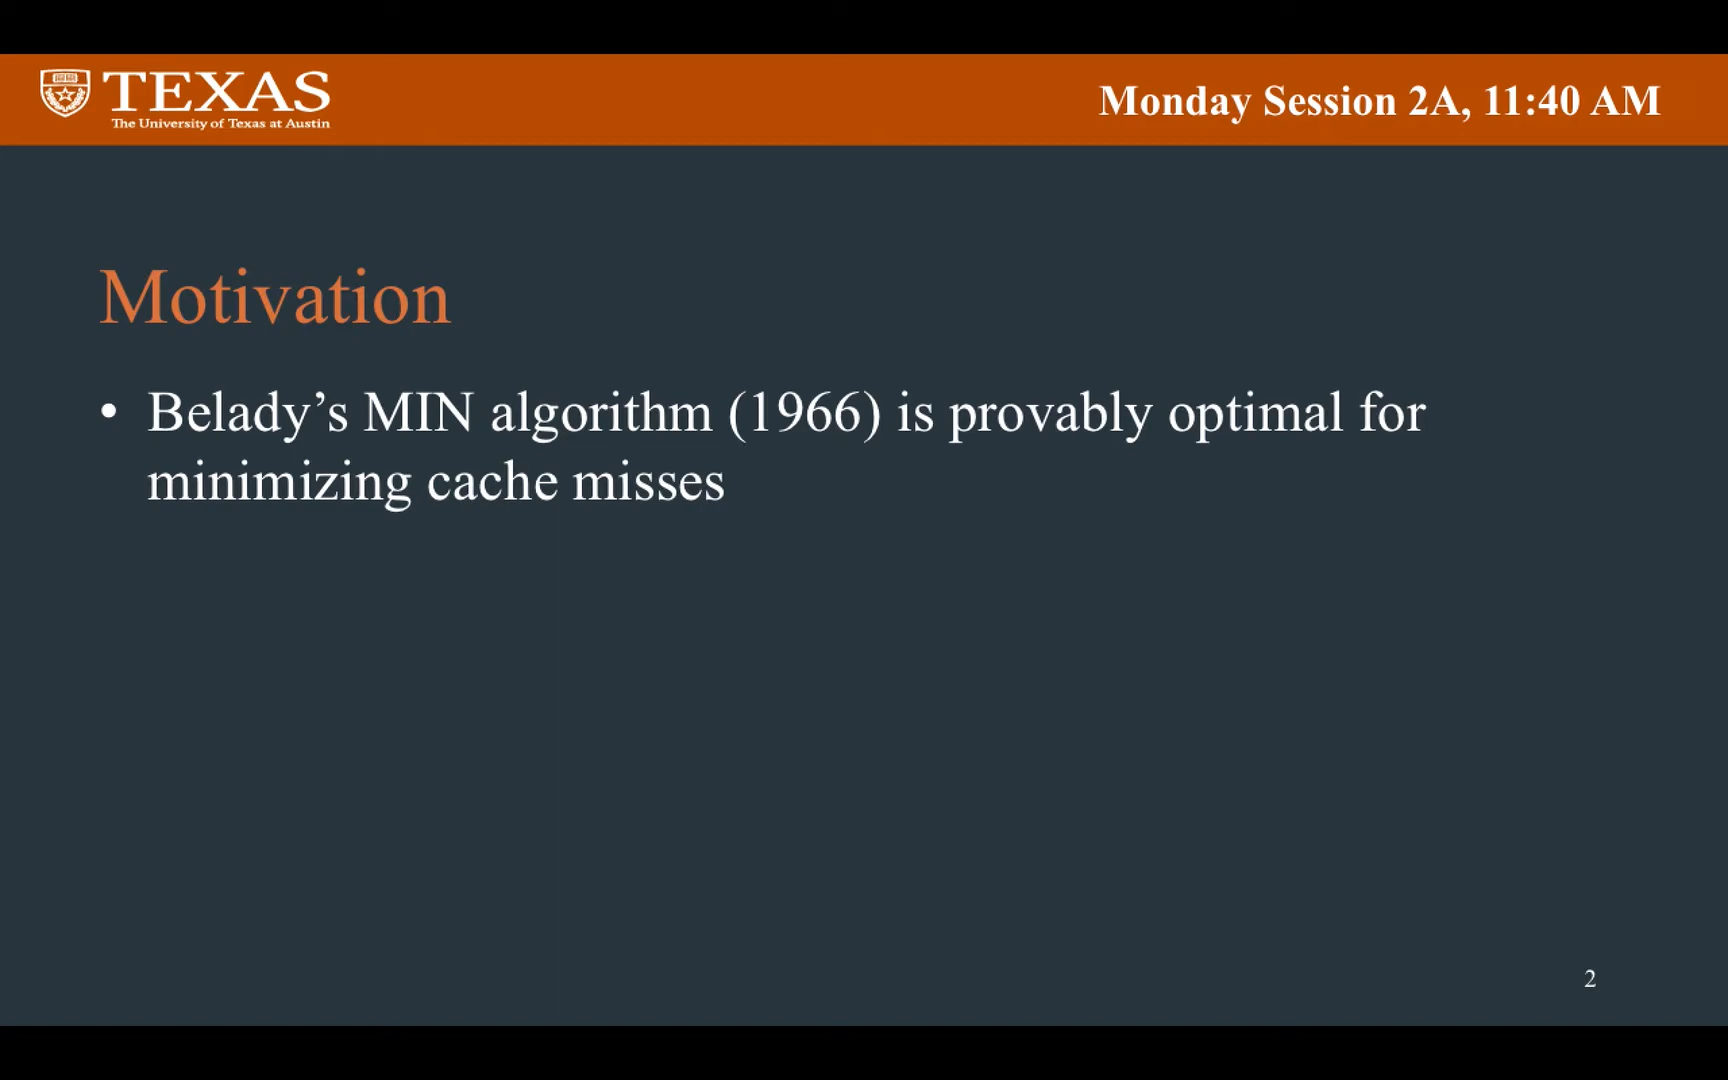 TEXAS
The University of Texas at Austin
Monday Session 2A, 11:40 AM
Motivation
• Belady’s MIN algorithm (1966) is provably optimal for
minimizing cache misses
2